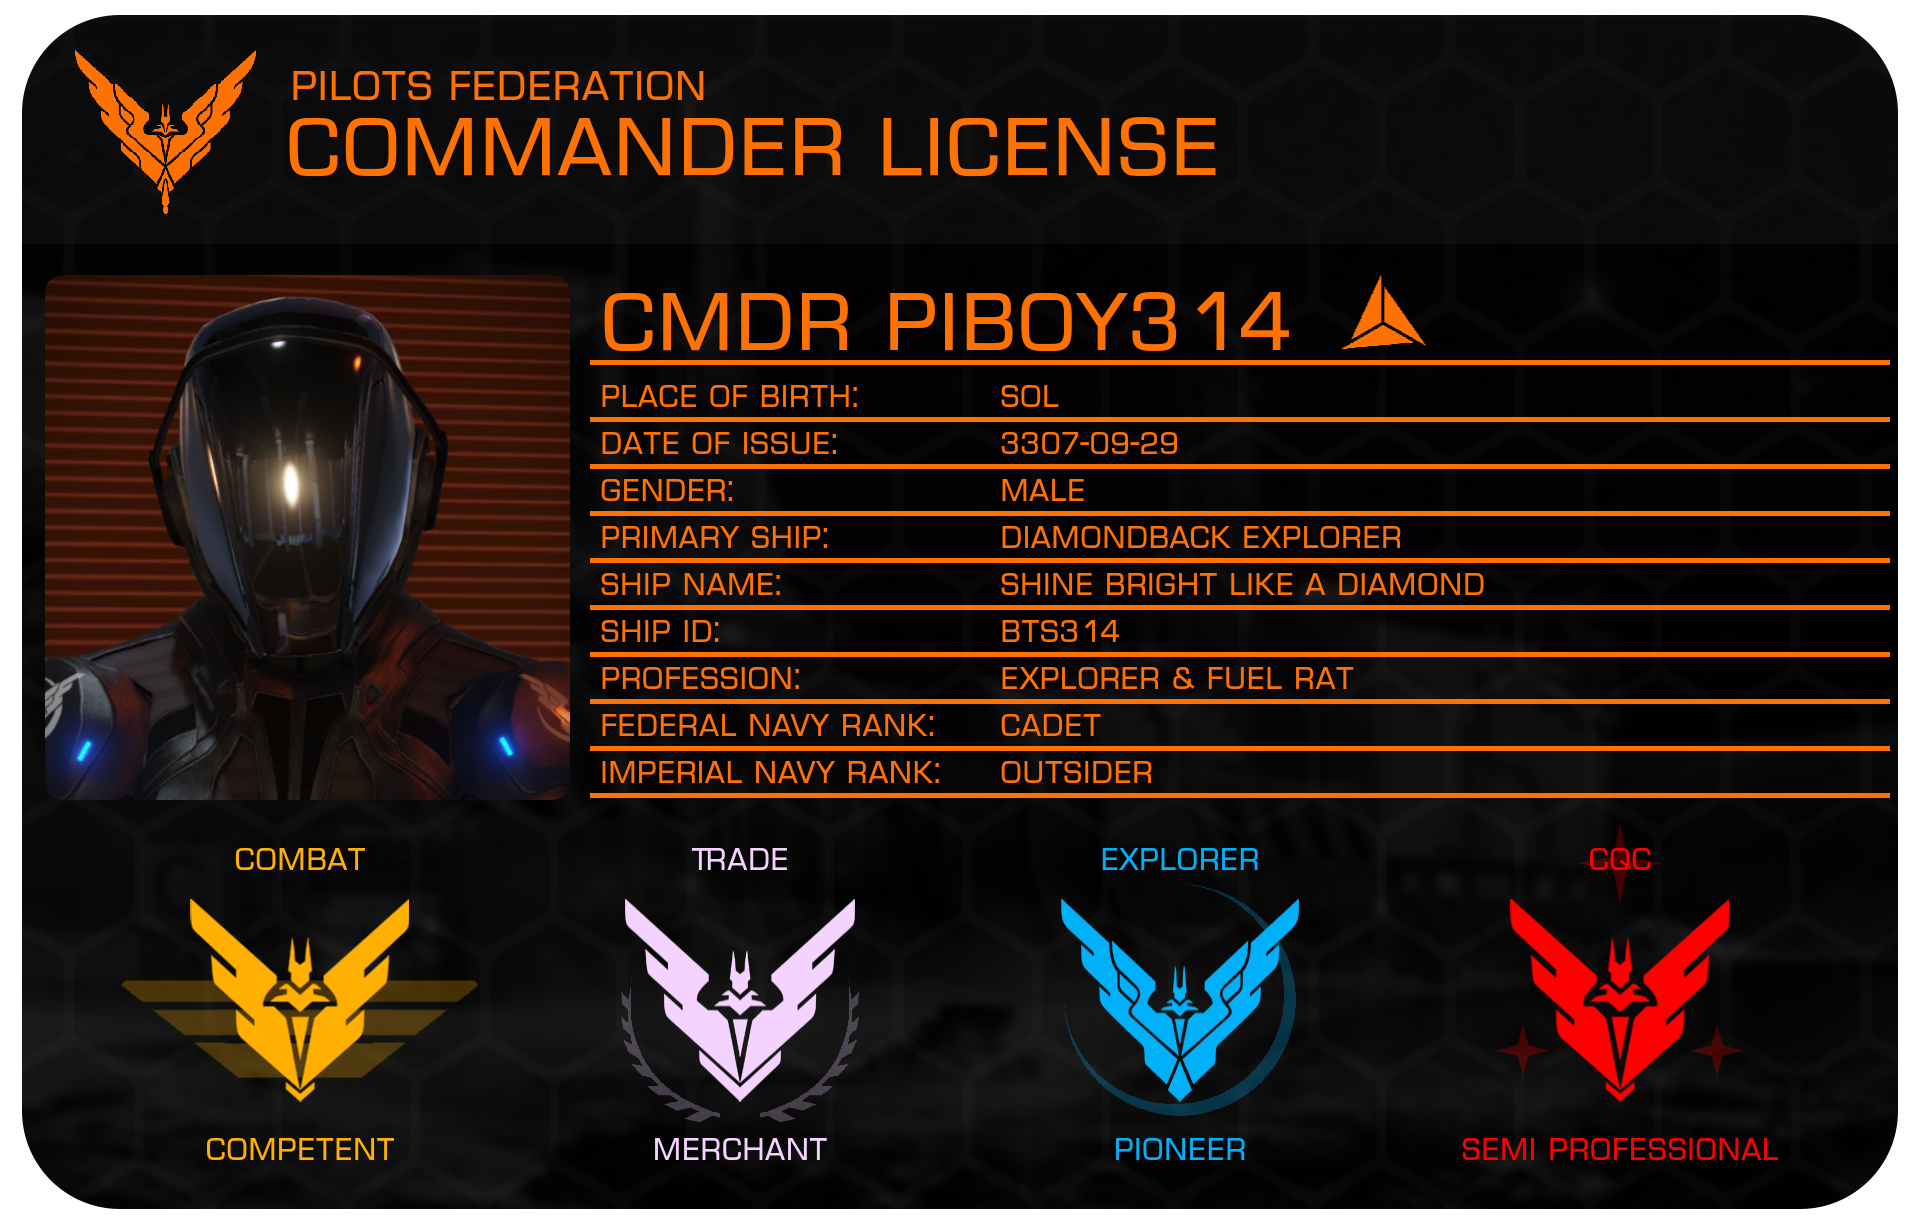 PILOTS FEDERATION
COMMANDER LICENSE
CMDR PIBOY314
PLACE OF BIRTH: SOL
DATE OF ISSUE: 3307-09-29
GENDER: MALE
PRIMARY SHIP: DIAMONDBACK EXPLORER
SHIP NAME: SHINE BRIGHT LIKE A DIAMOND
SHIP ID: BTS314
PROFESSION: EXPLORER & FUEL RAT
FEDERAL NAVY RANK: CADET
IMPERIAL NAVY RANK: OUTSIDER
COMBAT TRADE EXPLORER CQC
COMPETENT MERCHANT PIONEER SEMI PROFESSIONAL